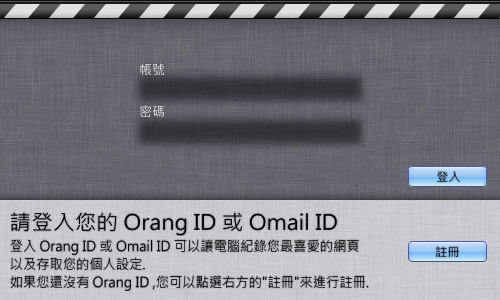 帳號
密碼
登入
請登入您的 Orang ID 或 Omail ID
登入 Orang ID 或 Omail ID 可以讓電腦紀錄您最喜愛的網頁
以及存取您的個人設定.
註冊
如果您還沒有 Orang ID ,您可以點選右方的"註冊"來進行註冊.